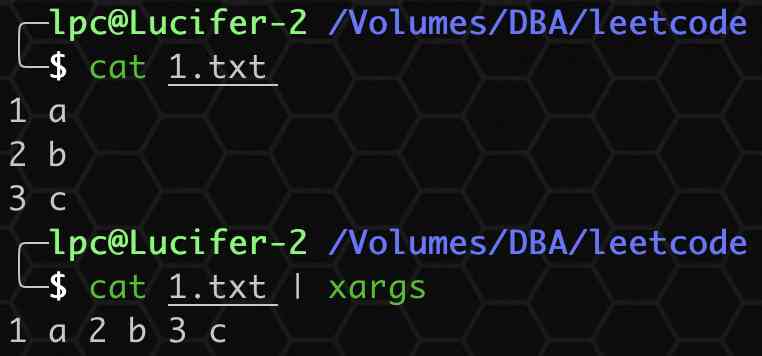 lpc@Lucifer-2 /Volumes/DBA/leetcode
$ cat 1.txt
1 a
2 b
3 c
lpc@Lucifer-2 /Volumes/DBA/leetcode
$ cat 1.txt | xargs
1 a 2 b 3 c